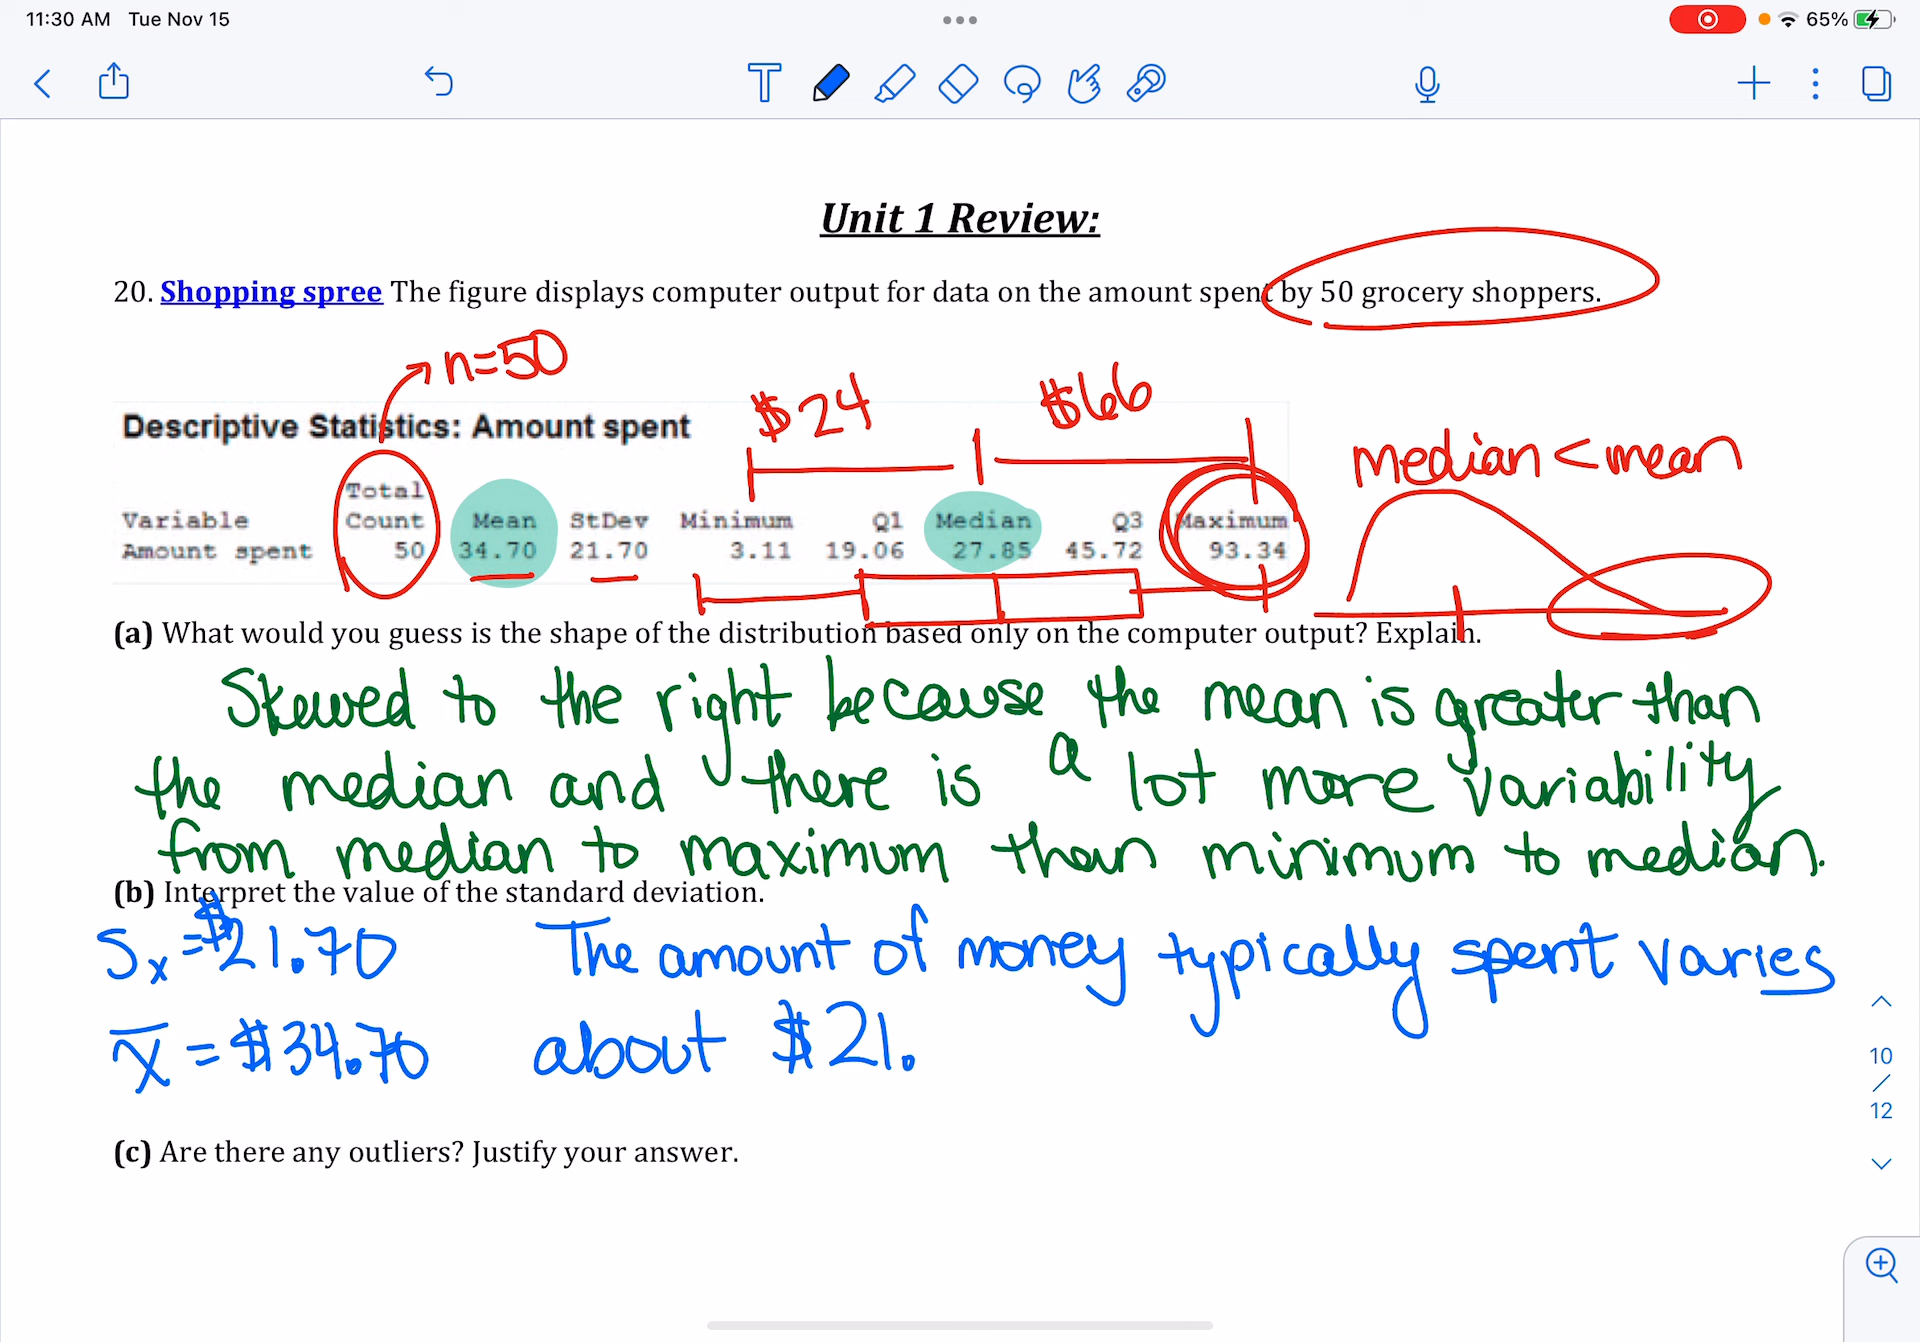 11:30 AM Tue Nov 15
65%
Unit 1 Review:
20. Shopping spree The figure displays computer output for data on the amount spent by 50 grocery shoppers.
n=50
$24
$66
Descriptive Statistics: Amount spent
median < mean
Total
Variable Count Mean StDev Minimum Q1 Median Q3 Maximum
Amount spent 50 34.70 21.70 3.11 19.06 27.85 45.72 93.34
(a) What would you guess is the shape of the distribution based only on the computer output? Explain.
Skewed to the right because the mean is greater than
the median and there is a lot more variability
from median to maximum than minimum to median.
(b) Interpret the value of the standard deviation.
Sx = $21.70 The amount of money typically spent varies
x̄ = $34.70 about $21.
10
/
12
(c) Are there any outliers? Justify your answer.